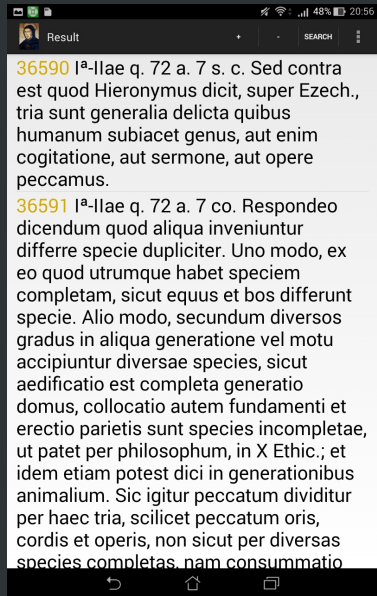 48% 20:56
Result + - SEARCH
36590 Iª-IIae q. 72 a. 7 s. c. Sed contra
est quod Hieronymus dicit, super Ezech.,
tria sunt generalia delicta quibus
humanum subiacet genus, aut enim
cogitatione, aut sermone, aut opere
peccamus.
36591 Iª-IIae q. 72 a. 7 co. Respondeo
dicendum quod aliqua inveniuntur
differre specie dupliciter. Uno modo, ex
eo quod utrumque habet speciem
completam, sicut equus et bos differunt
specie. Alio modo, secundum diversos
gradus in aliqua generatione vel motu
accipiuntur diversae species, sicut
aedificatio est completa generatio
domus, collocatio autem fundamenti et
erectio parietis sunt species incompletae,
ut patet per philosophum, in X Ethic.; et
idem etiam potest dici in generationibus
animalium. Sic igitur peccatum dividitur
per haec tria, scilicet peccatum oris,
cordis et operis, non sicut per diversas
species completas, nam consummatio